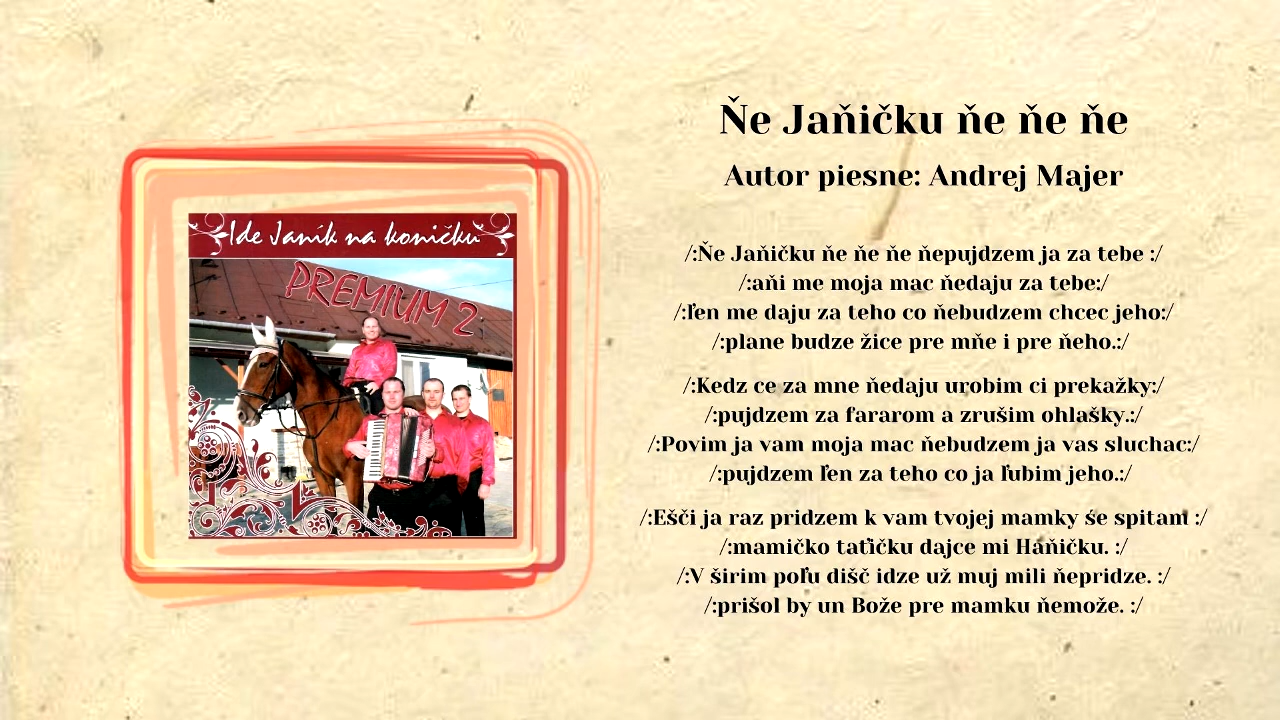 Ide Janík na koníčku
PREMIUM 2
Ňe Jaňičku ňe ňe ňe
Autor piesne: Andrej Majer
/:Ňe Jaňičku ňe ňe ňe ňepujdzem ja za tebe :/
/:aňi me moja mac ňedaju za tebe:/
/:ľen me daju za teho co ňebudzem chcec jeho:/
/:plane budze žice pre mňe i pre ňeho.:/
/:Kedz ce za mne ňedaju urobim ci prekažky:/
/:pujdzem za fararom a zrušim ohlašky.:/
/:Povim ja vam moja mac ňebudzem ja vas sluchac:/
/:pujdzem ľen za teho co ja ľubim jeho.:/
/:Ešči ja raz pridzem k vam tvojej mamky śe spitam :/
/:mamičko taťičku dajce mi Haňičku. :/
/:V širim poľu dišč idze už muj mili ňepridze. :/
/:prišol by un Bože pre mamku ňemože. :/